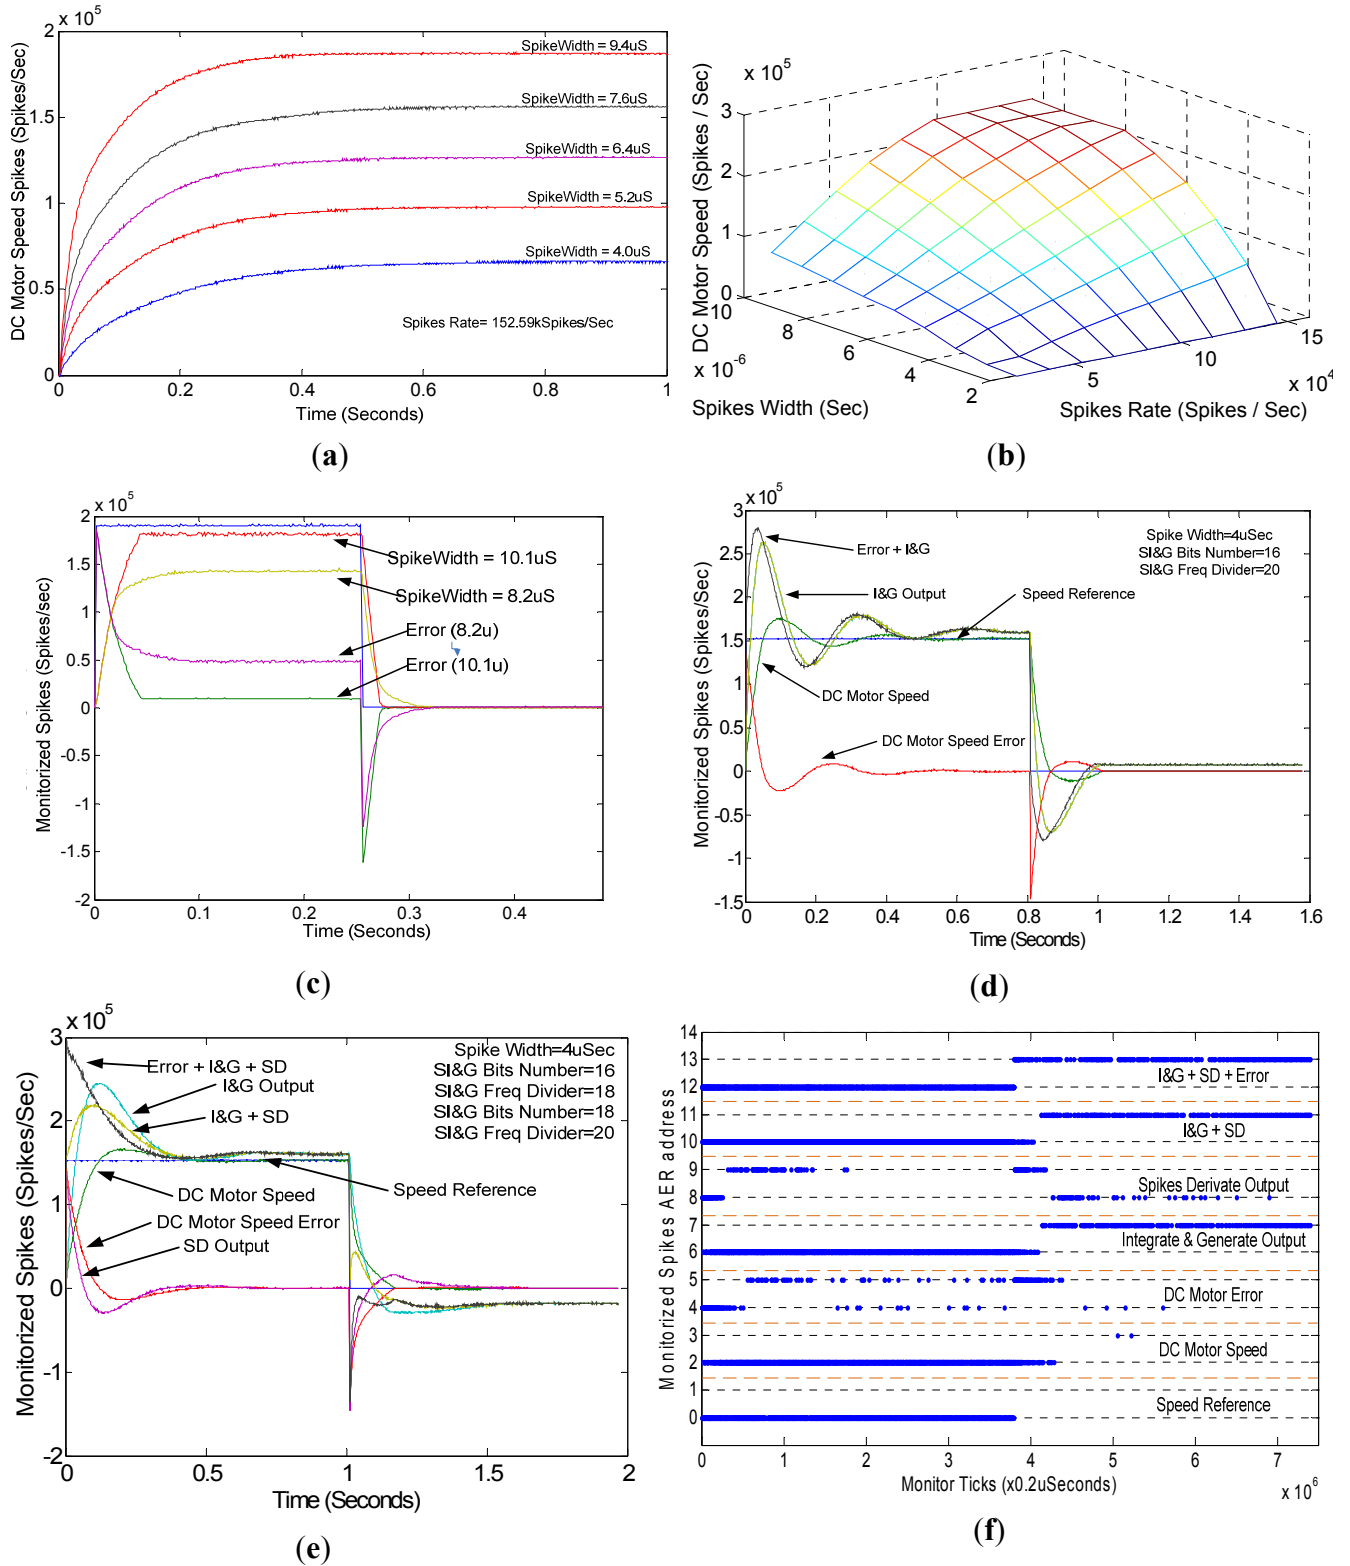 x 10^5
2
1.5
1
0.5
0
DC Motor Speed Spikes (Spikes/Sec)
SpikeWidth = 9.4uS
SpikeWidth = 7.6uS
SpikeWidth = 6.4uS
SpikeWidth = 5.2uS
SpikeWidth = 4.0uS
Spikes Rate= 152.59kSpikes/Sec
0 0.2 0.4 0.6 0.8 1
Time (Seconds)
(a)
x 10^5
3
2
1
0
DC Motor Speed (Spikes / Sec)
10 8 6 4 2
x 10^-6
Spikes Width (Sec)
5 10 15
x 10^4
Spikes Rate (Spikes / Sec)
(b)
x 10^5
2
1.5
1
0.5
0
-0.5
-1
-1.5
-2
Monitorized Spikes (Spikes/sec)
SpikeWidth = 10.1uS
SpikeWidth = 8.2uS
Error (8.2u)
Error (10.1u)
0 0.1 0.2 0.3 0.4
Time (Seconds)
(c)
x 10^5
3
2.5
2
1.5
1
0.5
0
-0.5
-1
-1.5
Monitorized Spikes (Spikes/Sec)
Spike Width=4uSec
SI&G Bits Number=16
SI&G Freq Divider=20
Error + I&G
I&G Output
Speed Reference
DC Motor Speed
DC Motor Speed Error
0 0.2 0.4 0.6 0.8 1 1.2 1.4 1.6
Time (Seconds)
(d)
x 10^5
3
2
1
0
-1
-2
Monitorized Spikes (Spikes/Sec)
Spike Width=4uSec
SI&G Bits Number=16
SI&G Freq Divider=18
SI&G Bits Number=18
SI&G Freq Divider=20
Error + I&G + SD
I&G Output
I&G + SD
Speed Reference
DC Motor Speed
DC Motor Speed Error
SD Output
0 0.5 1 1.5 2
Time (Seconds)
(e)
14
13
12
11
10
9
8
7
6
5
4
3
2
1
0
Monitorized Spikes AER address
I&G + SD + Error
I&G + SD
Spikes Derivate Output
Integrate & Generate Output
DC Motor Error
DC Motor Speed
Speed Reference
0 1 2 3 4 5 6 7
Monitor Ticks (x0.2uSeconds)
x 10^6
(f)